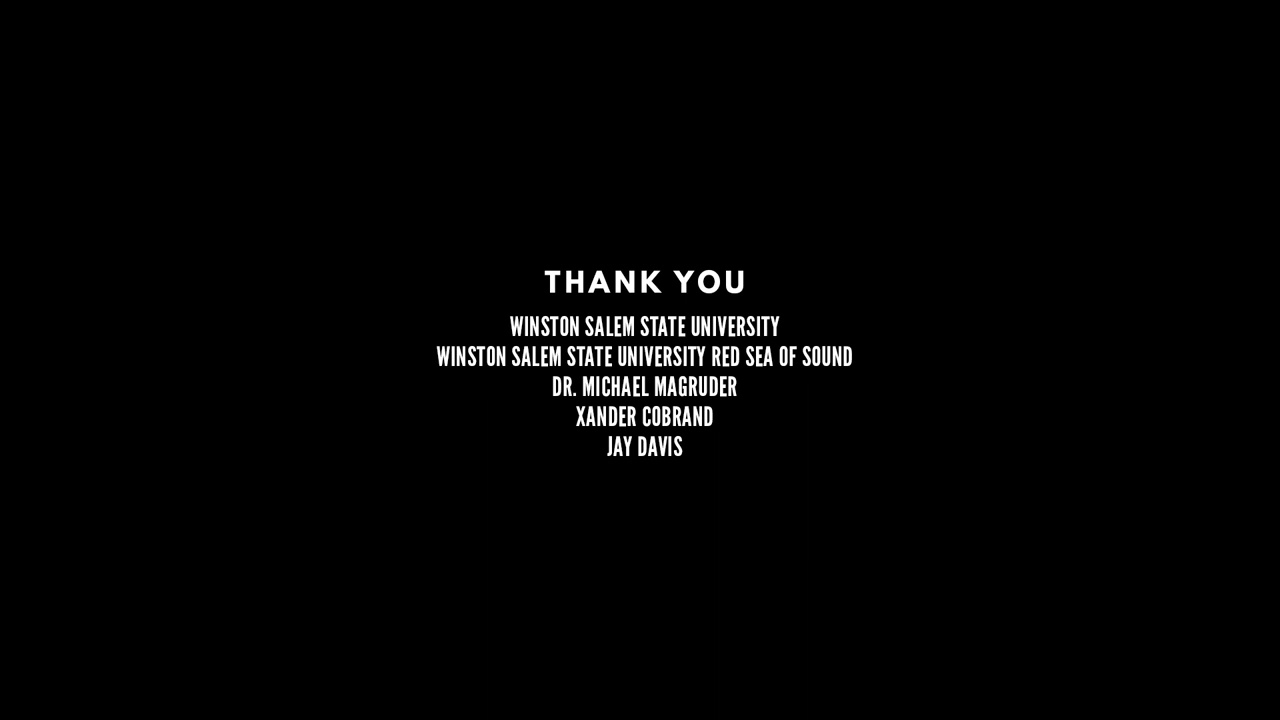 THANK YOU
WINSTON SALEM STATE UNIVERSITY
WINSTON SALEM STATE UNIVERSITY RED SEA OF SOUND
DR. MICHAEL MAGRUDER
XANDER COBRAND
JAY DAVIS